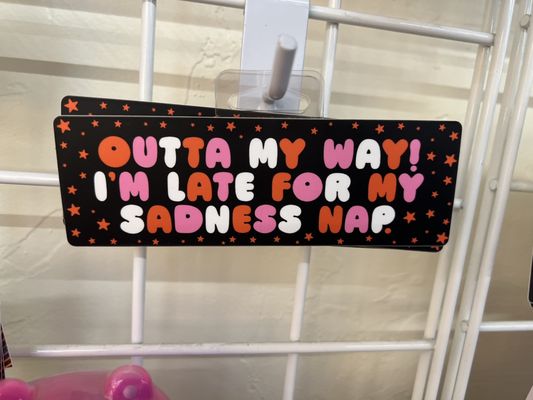 OUTTA MY WAY!
I'M LATE FOR MY
SADNESS NAP.